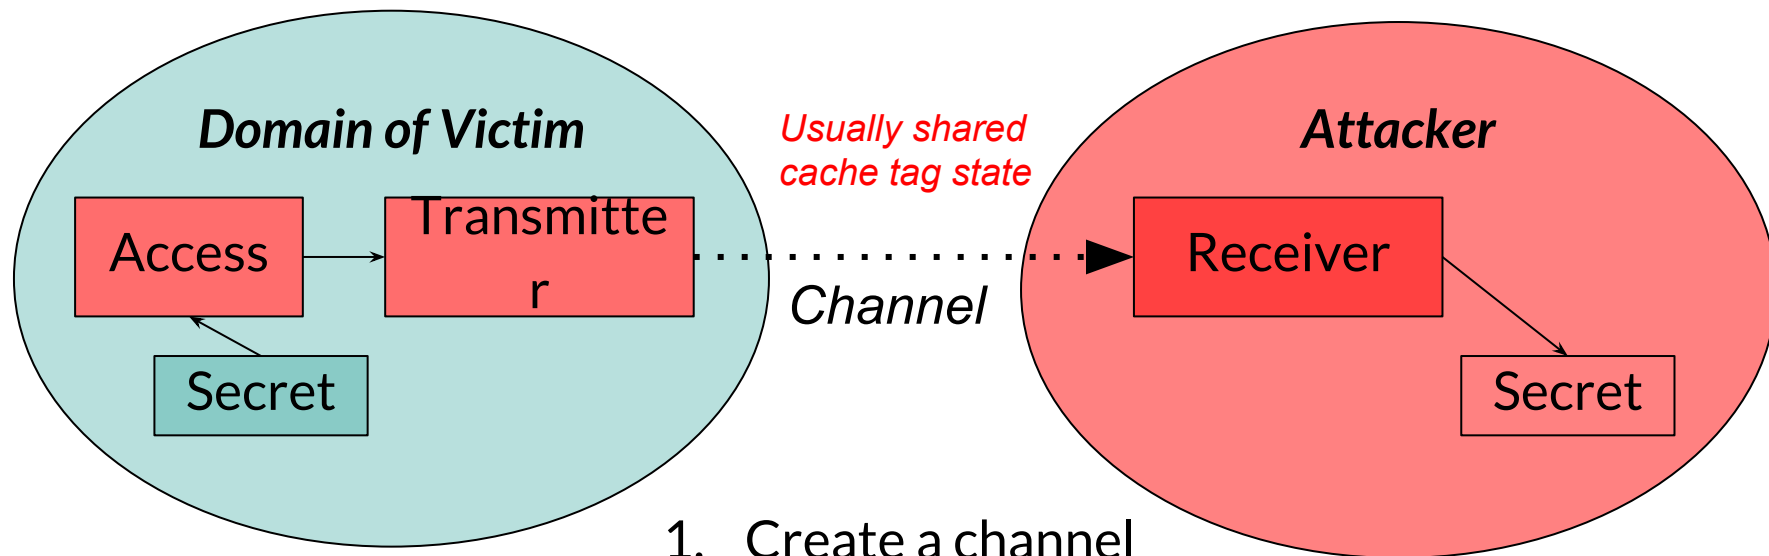 Domain of Victim
Usually shared
cache tag state
Attacker
Access
Transmitte
r
Receiver
Channel
Secret
Secret
1. Create a channel